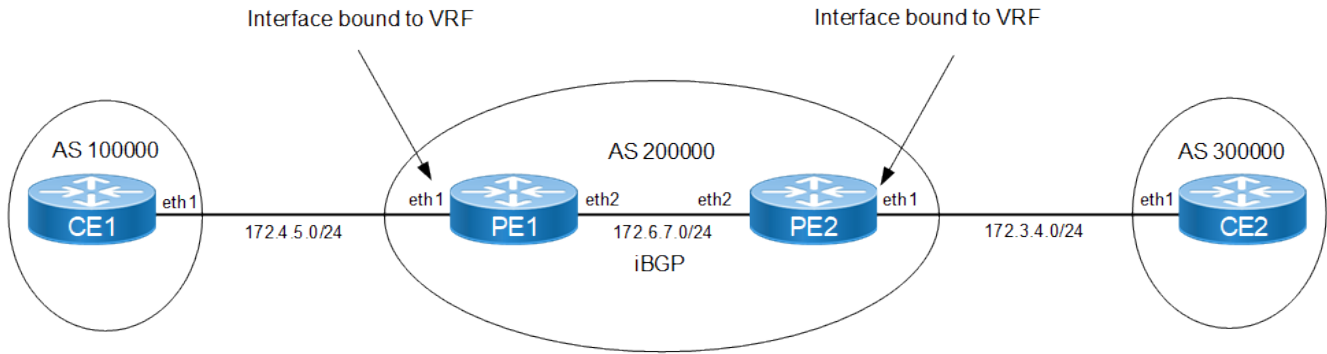 Interface bound to VRF
Interface bound to VRF
AS 100000
AS 200000
AS 300000
eth1
eth1
eth2
eth2
eth1
eth1
CE1
PE1
PE2
CE2
172.4.5.0/24
172.6.7.0/24
172.3.4.0/24
iBGP